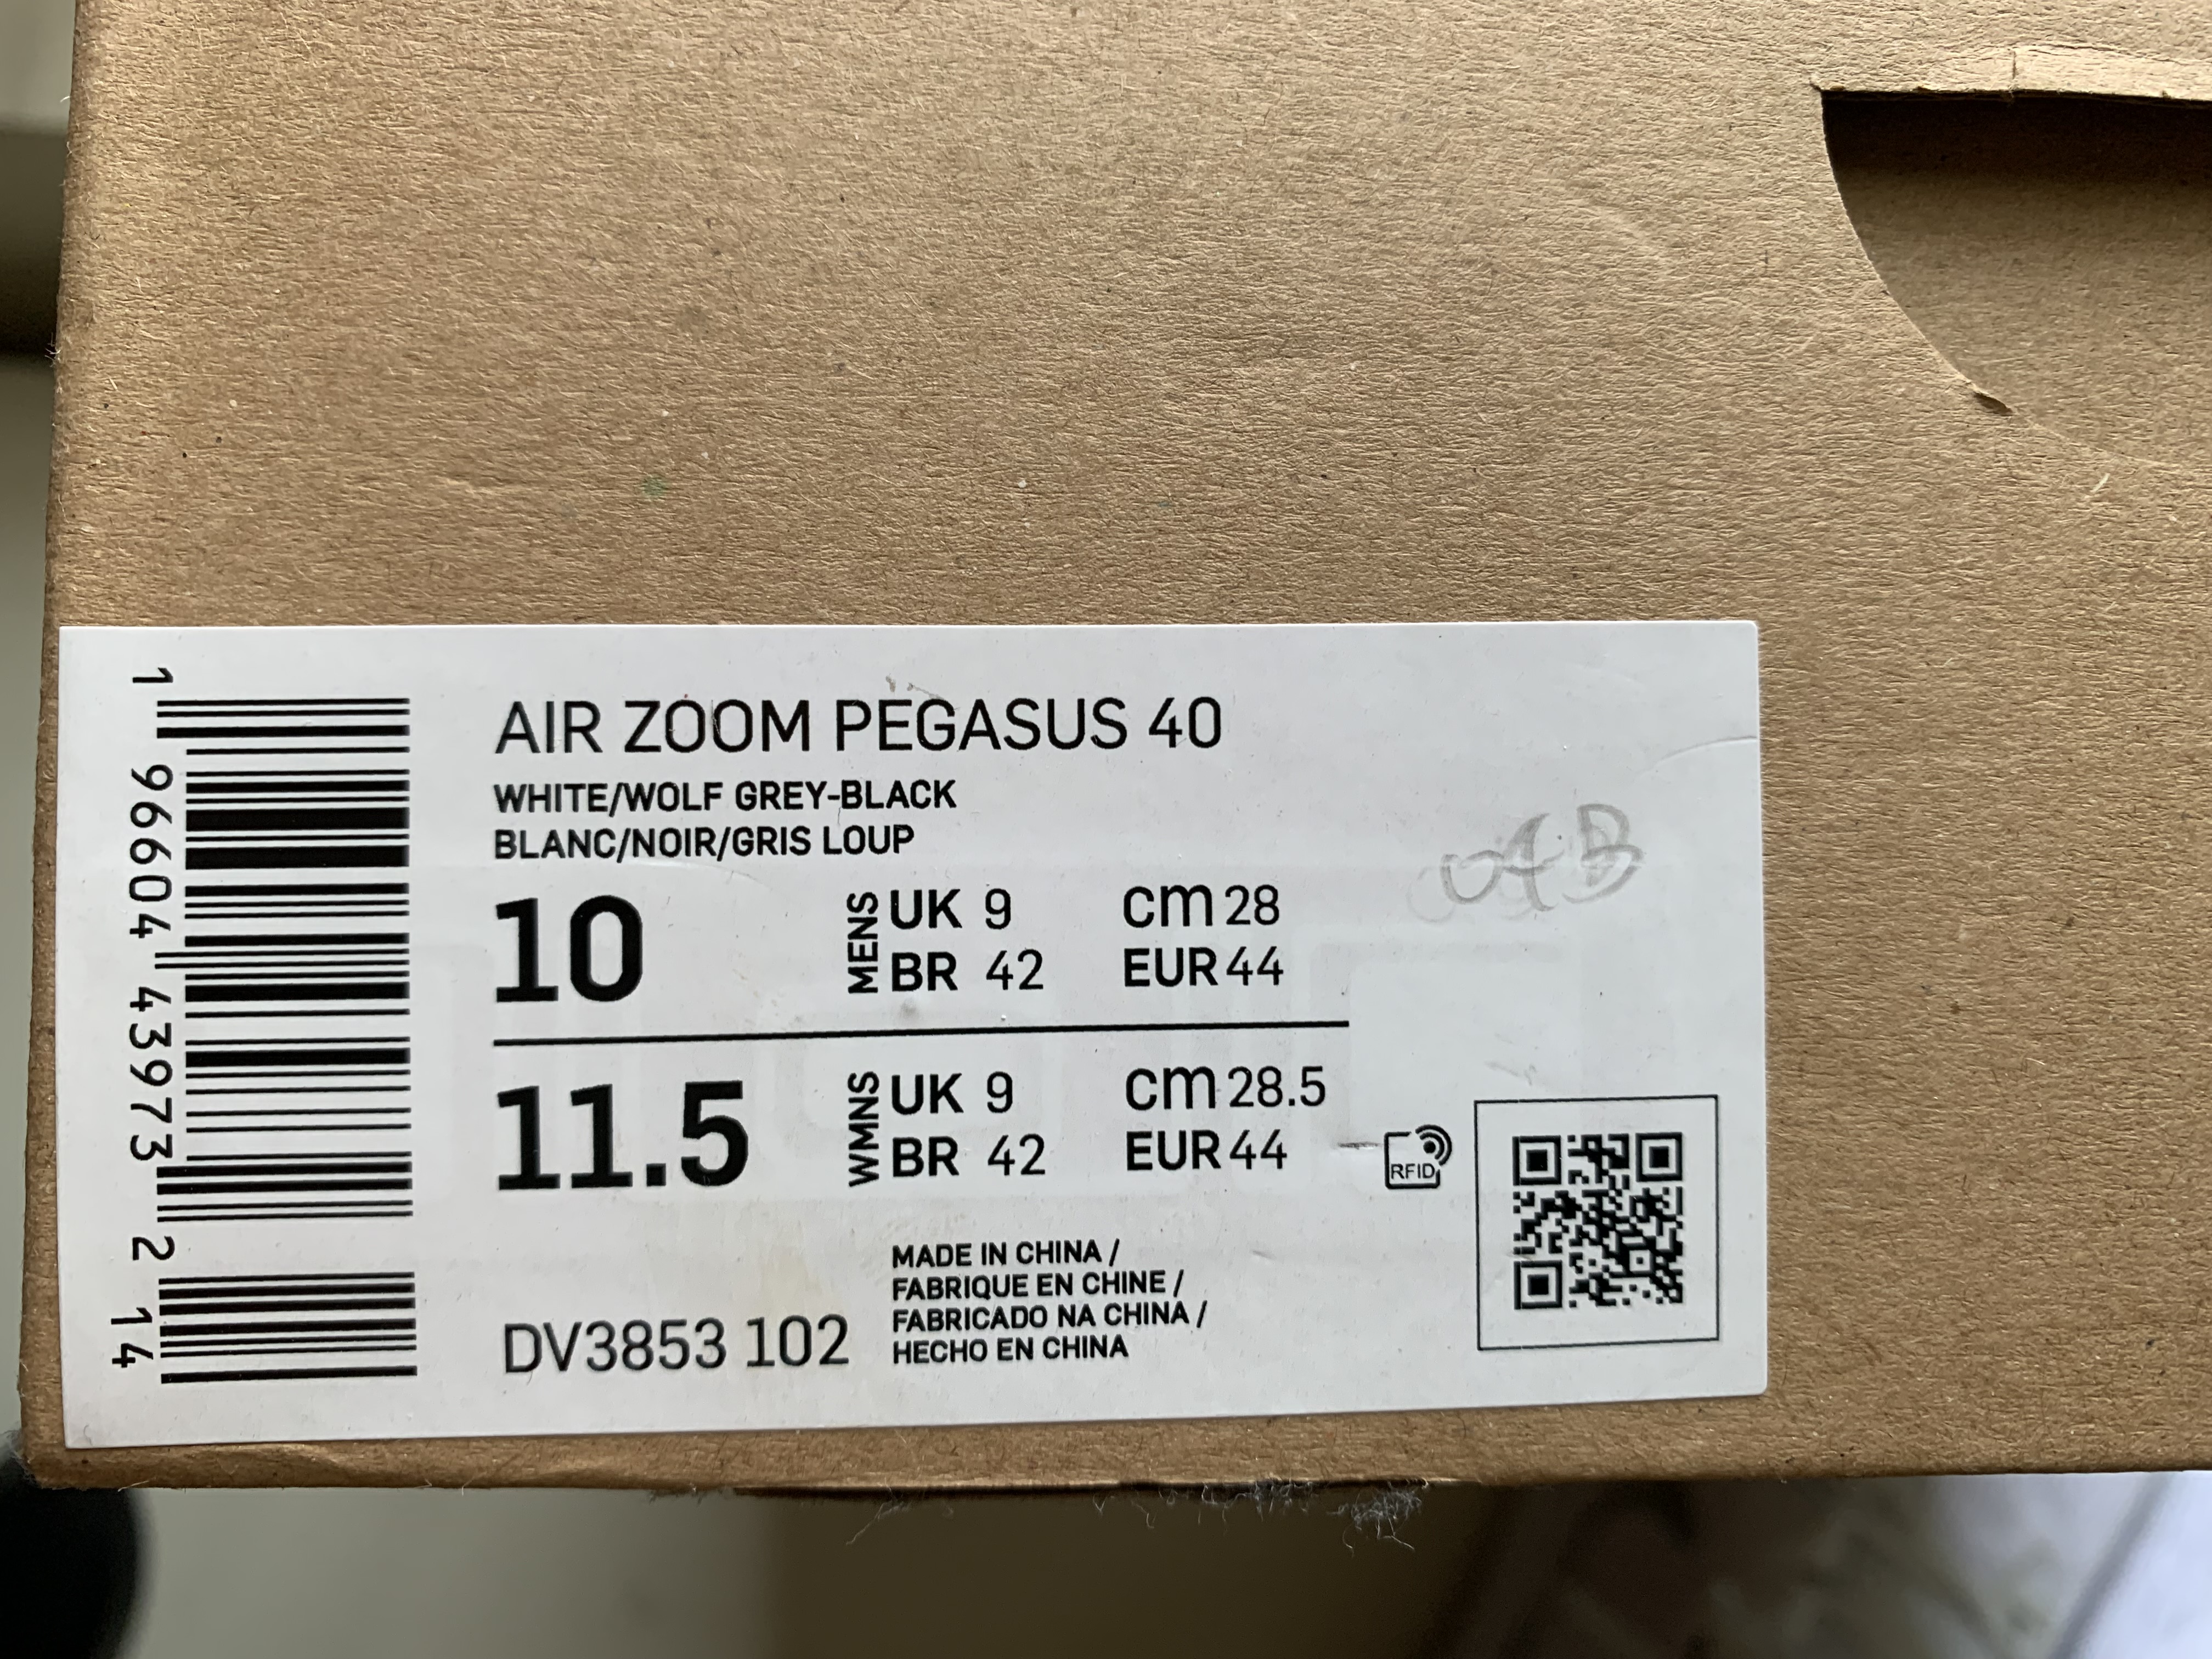 1 96604 43973 2 14
AIR ZOOM PEGASUS 40
WHITE/WOLF GREY-BLACK
BLANC/NOIR/GRIS LOUP
10 MENS UK 9 cm 28
BR 42 EUR 44
11.5 WMNS UK 9 cm 28.5
BR 42 EUR 44
RFID
MADE IN CHINA /
FABRIQUE EN CHINE /
FABRICADO NA CHINA /
HECHO EN CHINA
DV3853 102